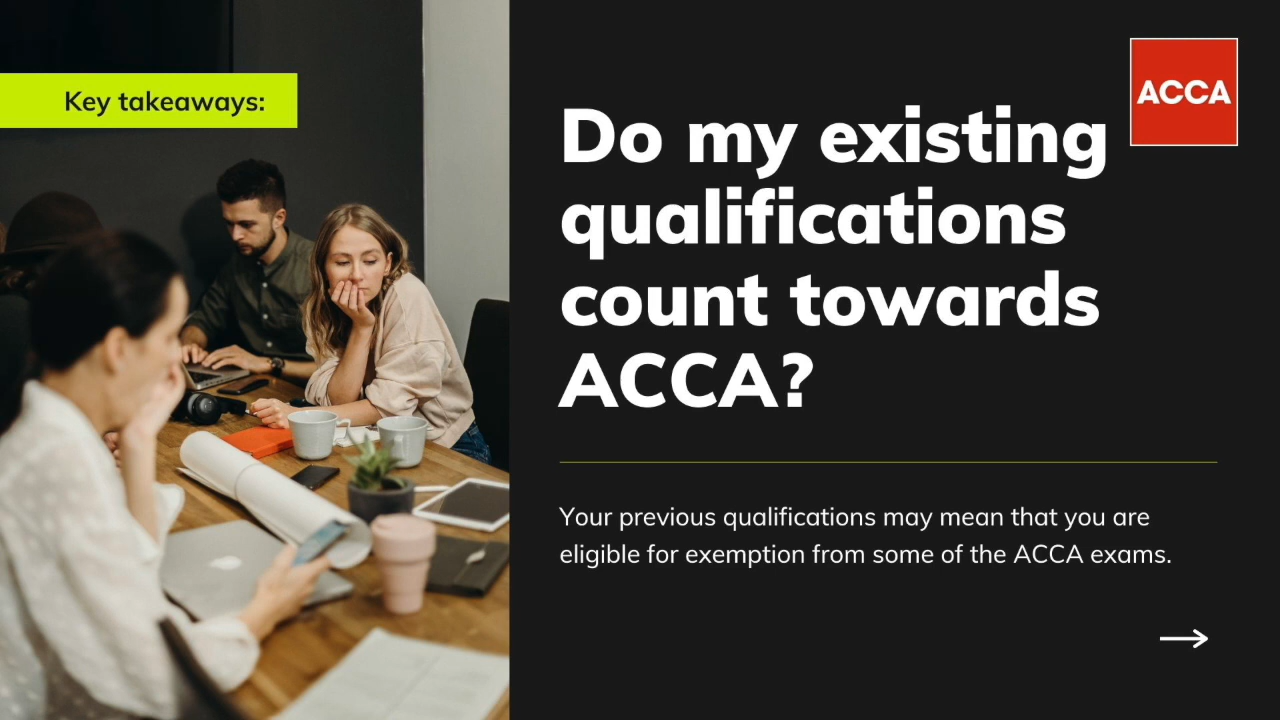 Key takeaways:
ACCA
Do my existing
qualifications
count towards
ACCA?
Your previous qualifications may mean that you are
eligible for exemption from some of the ACCA exams.